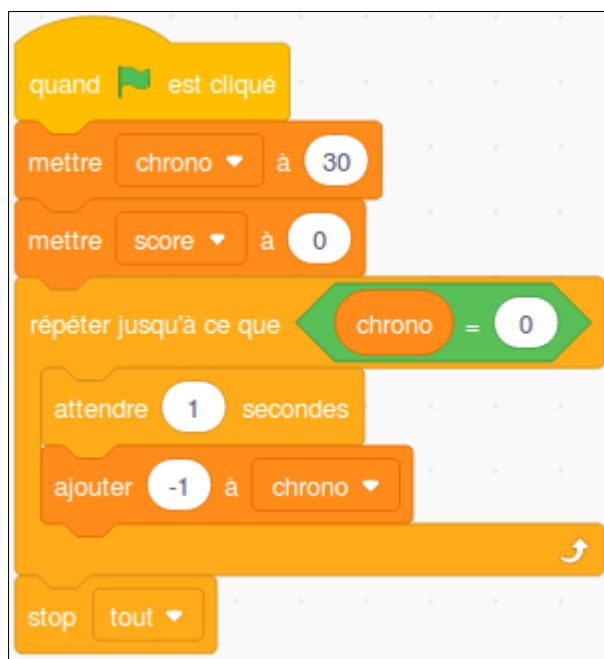 quand est cliqué
mettre chrono à 30
mettre score à 0
répéter jusqu'à ce que chrono = 0
attendre 1 secondes
ajouter -1 à chrono
stop tout